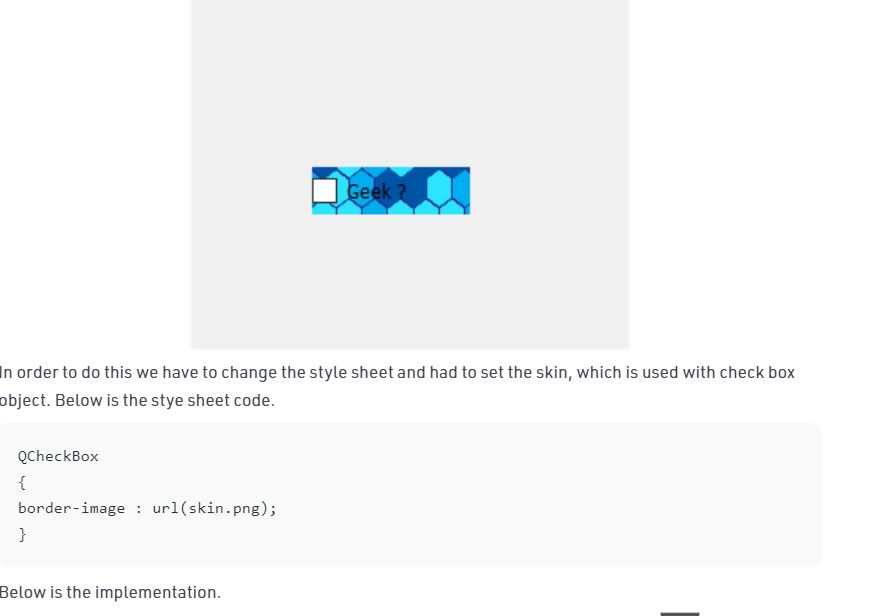 Geek ?
In order to do this we have to change the style sheet and had to set the skin, which is used with check box
object. Below is the stye sheet code.
QCheckBox
{
border-image : url(skin.png);
}
Below is the implementation.